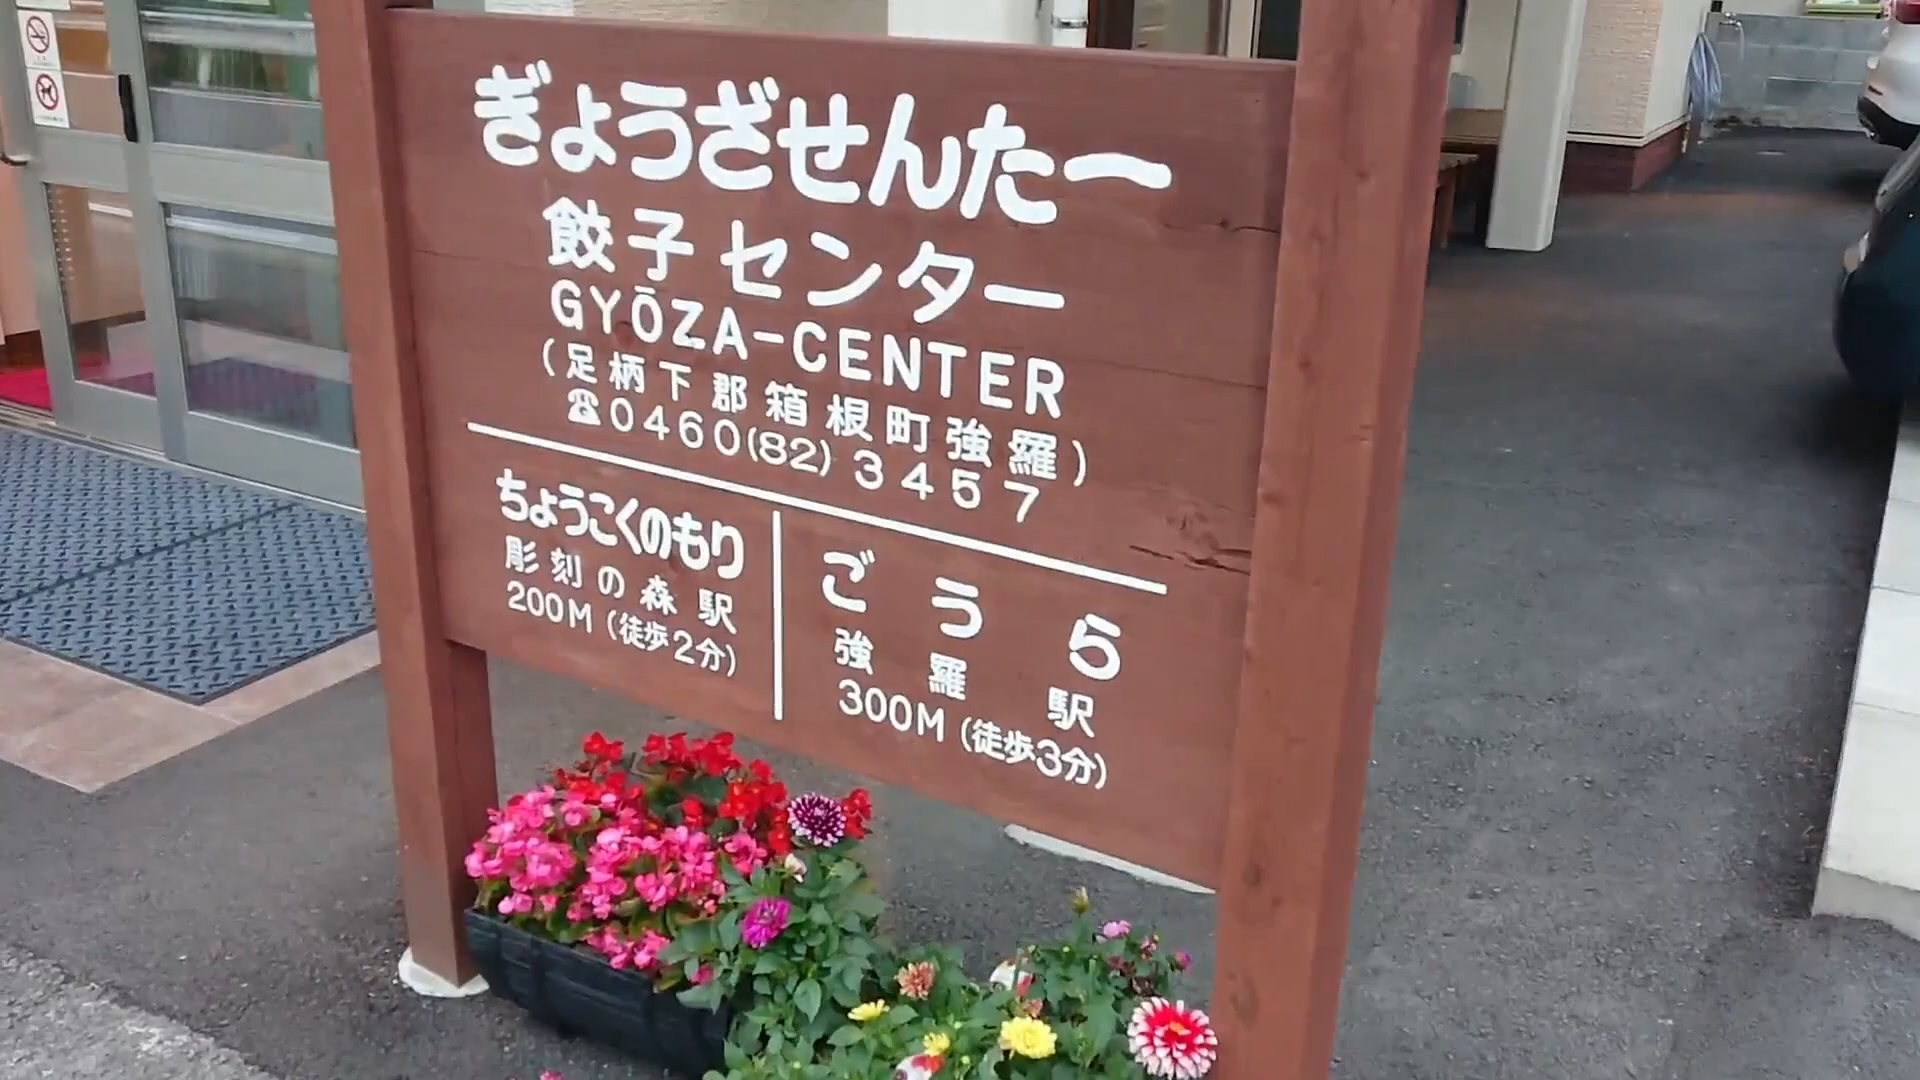 ぎょうざせんたー
餃子センター
GYŌZA-CENTER
(足柄下郡箱根町強羅)
☎0460(82)3457
ちょうこくのもり
彫刻の森駅
200M(徒歩2分)
ごうら
強羅駅
300M(徒歩3分)